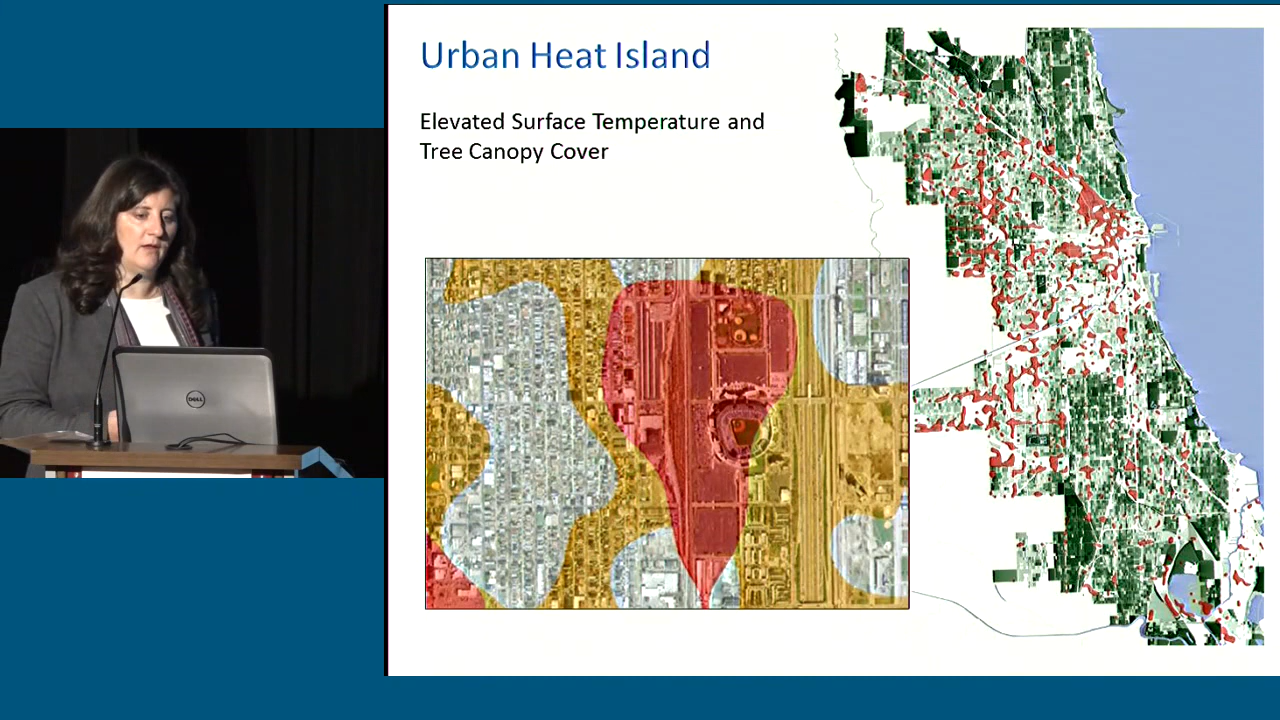 Urban Heat Island
Elevated Surface Temperature and
Tree Canopy Cover
DELL